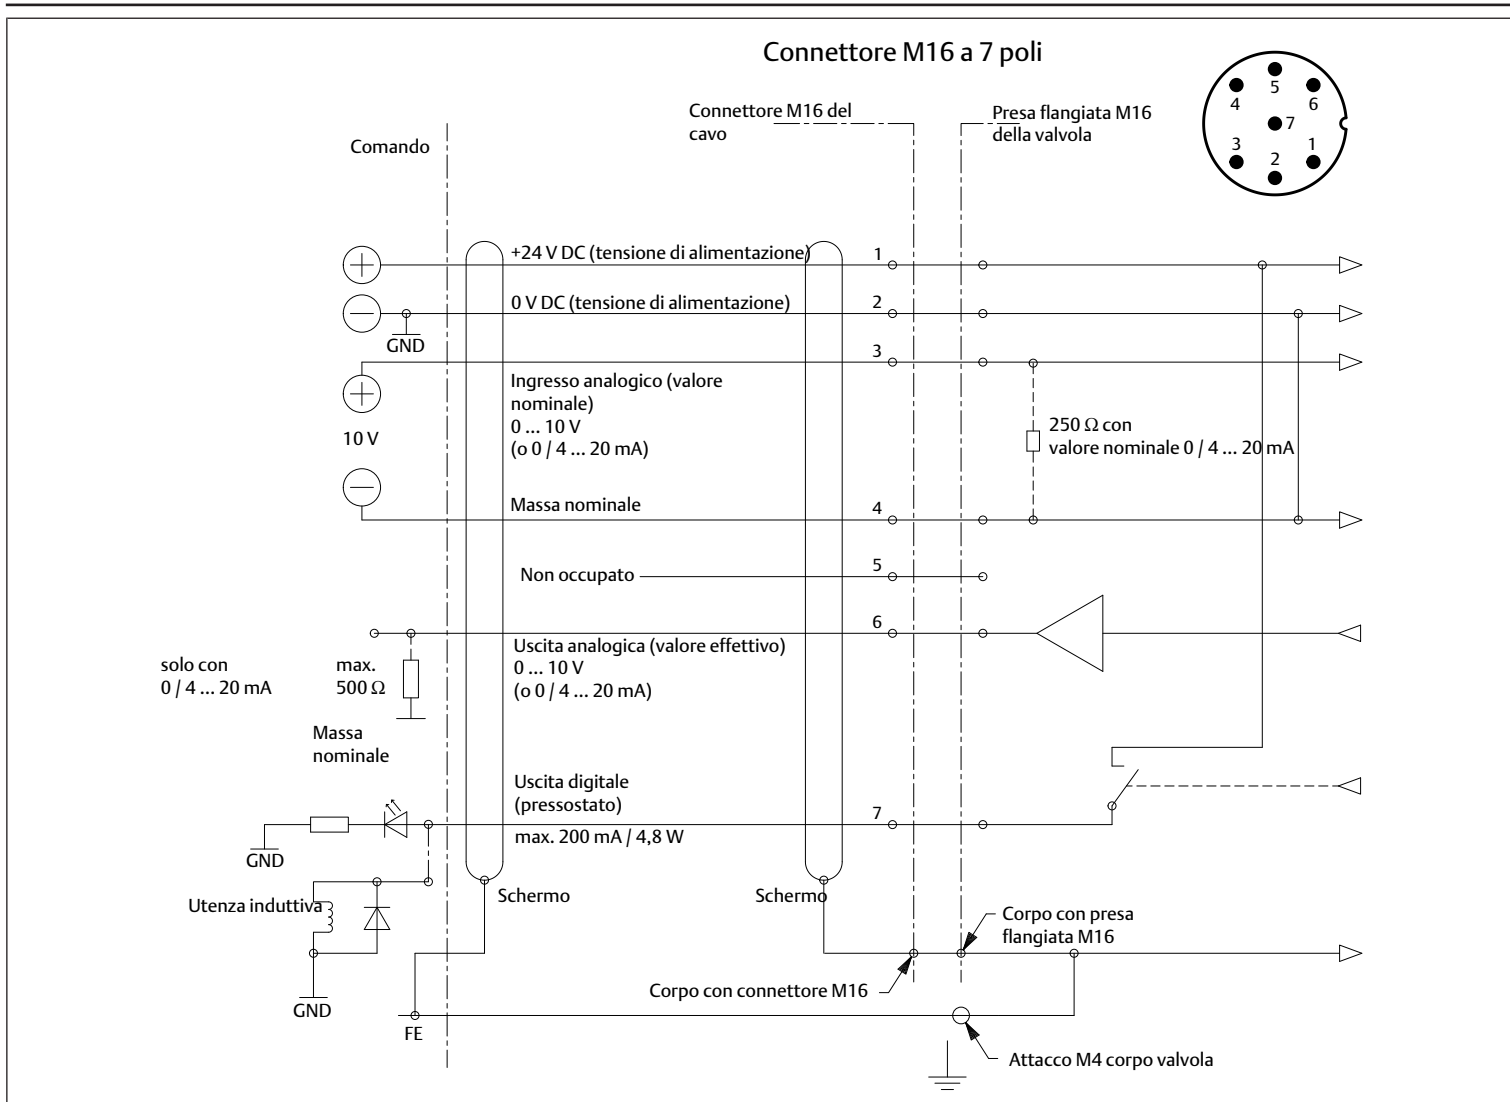 Connettore M16 a 7 poli
5
4
6
7
3
2
1
Connettore M16 del
cavo
Presa flangiata M16
della valvola
Comando
+24 V DC (tensione di alimentazione)
1
0 V DC (tensione di alimentazione)
2
GND
3
Ingresso analogico (valore
nominale)
0 ... 10 V
(o 0 / 4 ... 20 mA)
10 V
250 Ω con
valore nominale 0 / 4 ... 20 mA
Massa nominale
4
Non occupato
5
6
Uscita analogica (valore effettivo)
0 ... 10 V
(o 0 / 4 ... 20 mA)
solo con
0 / 4 ... 20 mA
max.
500 Ω
Massa
nominale
Uscita digitale
(pressostato)
7
max. 200 mA / 4,8 W
GND
Utenza induttiva
Schermo
Schermo
Corpo con presa
flangiata M16
Corpo con connettore M16
GND
FE
Attacco M4 corpo valvola